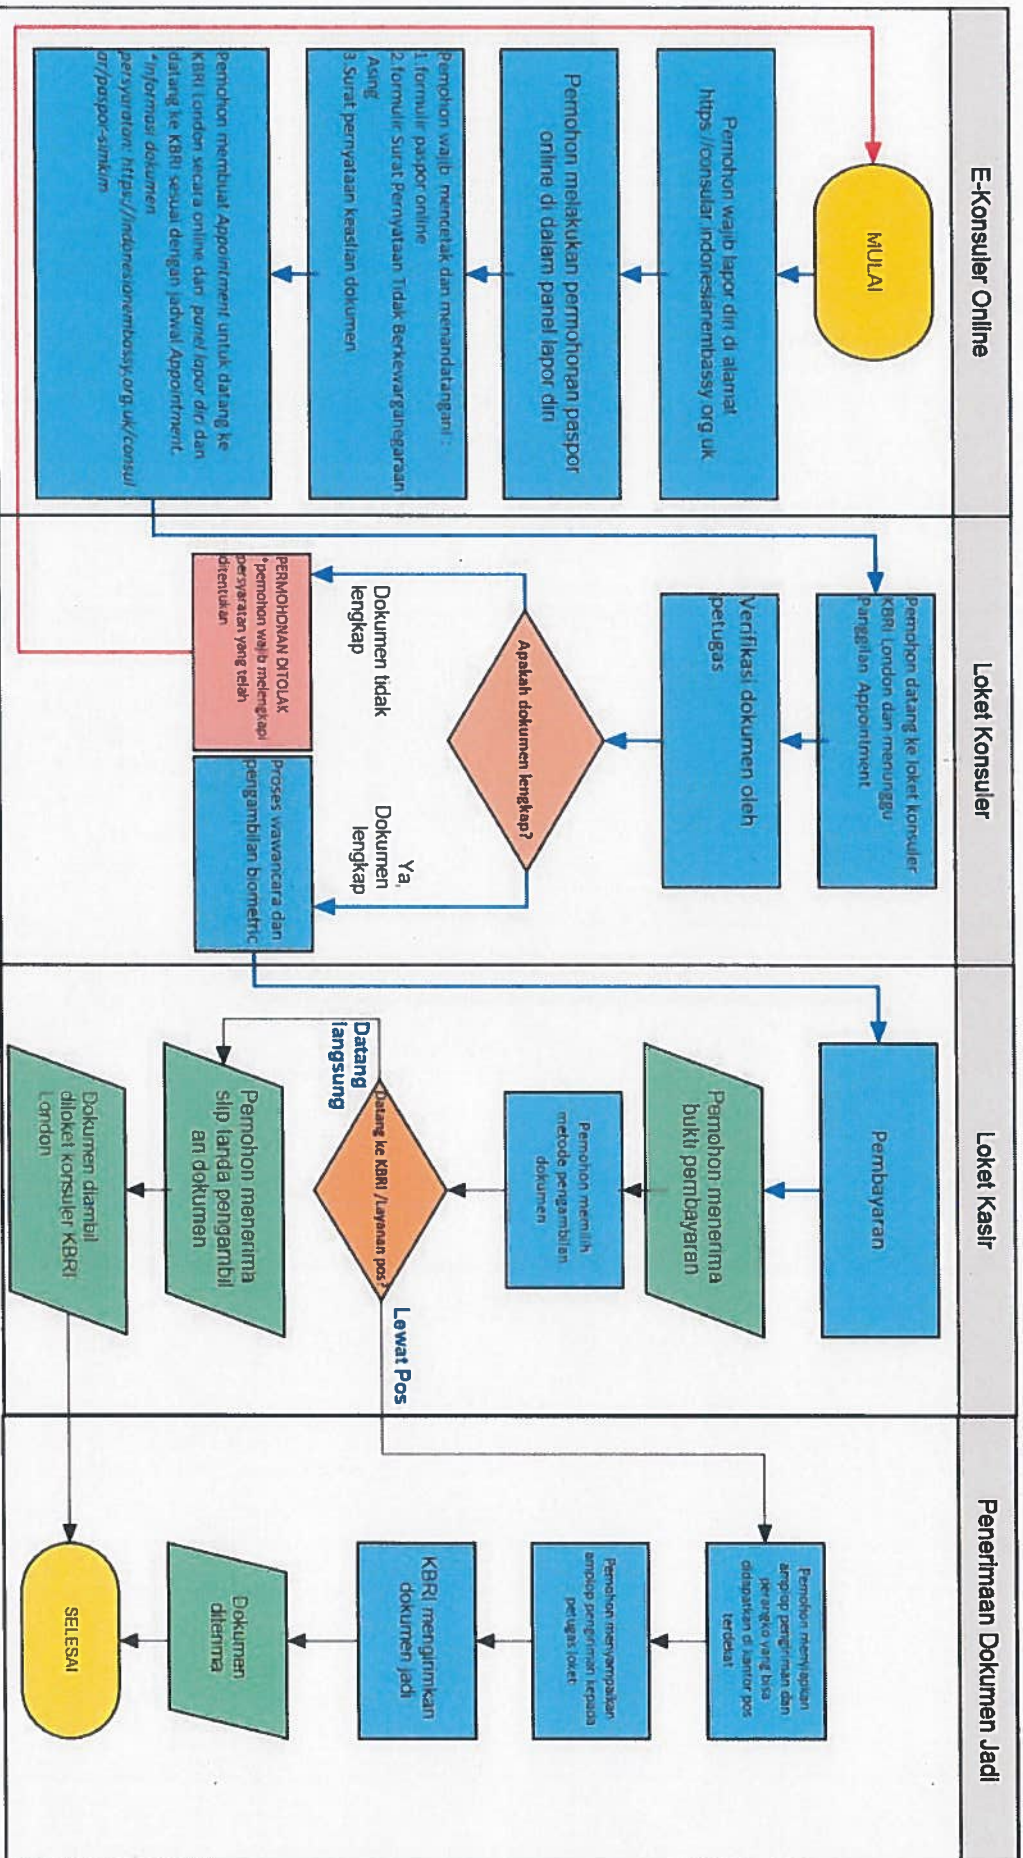 E-Konsuler Online
MULAI
Pemohon wajib lapor diri di alamat
https://consular.indonesianembassy.org.uk
Pemohon melakukan permohonan paspor
online di dalam panel lapor diri
Pemohon wajib mencetak dan menandatangani :
1.formulir paspor online
2.formulir Surat Pernyataan Tidak Berkewarganegaraan
Asing
3.Surat pernyataan keaslian dokumen
Pemohon membuat Appointment untuk datang ke
KBRI London secara online dari panel lapor diri dan
datang ke KBRI sesuai dengan jadwal Appointment.
*Informasi dokumen
persyaratan: https://indonesianembassy.org.uk/consul
ar/paspor-simkim
Loket Konsuler
Pemohon datang ke loket konsuler
KBRI London dan menunggu
Panggilan Appointment
Verifikasi dokumen oleh
petugas
Apakah dokumen lengkap?
Dokumen tidak
lengkap
Ya,
Dokumen
lengkap
PERMOHONAN DITOLAK
*pemohon wajib melengkapi
persyaratan yang telah
ditentukan
Proses wawancara dan
pengambilan biometric
Loket Kasir
Pembayaran
Pemohon menerima
bukti pembayaran
Pemohon memilih
metode pengambilan
dokumen
Datang ke KBRI /Layanan pos?
Datang
langsung
Lewat Pos
Pemohon menerima
slip tanda pengambil
an dokumen
Dokumen diambil
diloket konsuler KBRI
London
Penerimaan Dokumen Jadi
Pemohon menyiapkan
amplop pengiriman dan
perangko yang bisa
didapatkan di kantor pos
terdekat
Pemohon menyampaikan
amplop pengiriman kepada
petugas loket
KBRI mengirimkan
dokumen jadi
Dokumen
diterima
SELESAI